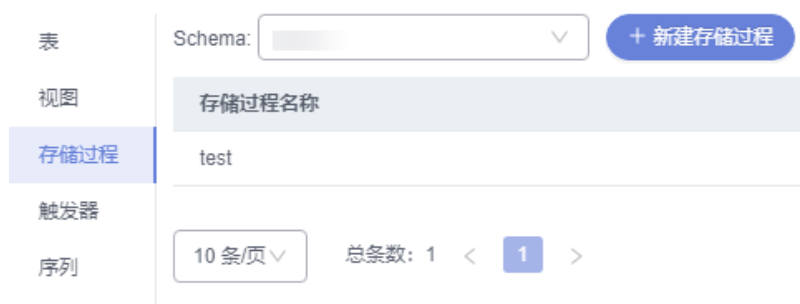 表
视图
存储过程
触发器
序列
Schema:
+ 新建存储过程
存储过程名称
test
10 条/页
总条数：1
< 1 >